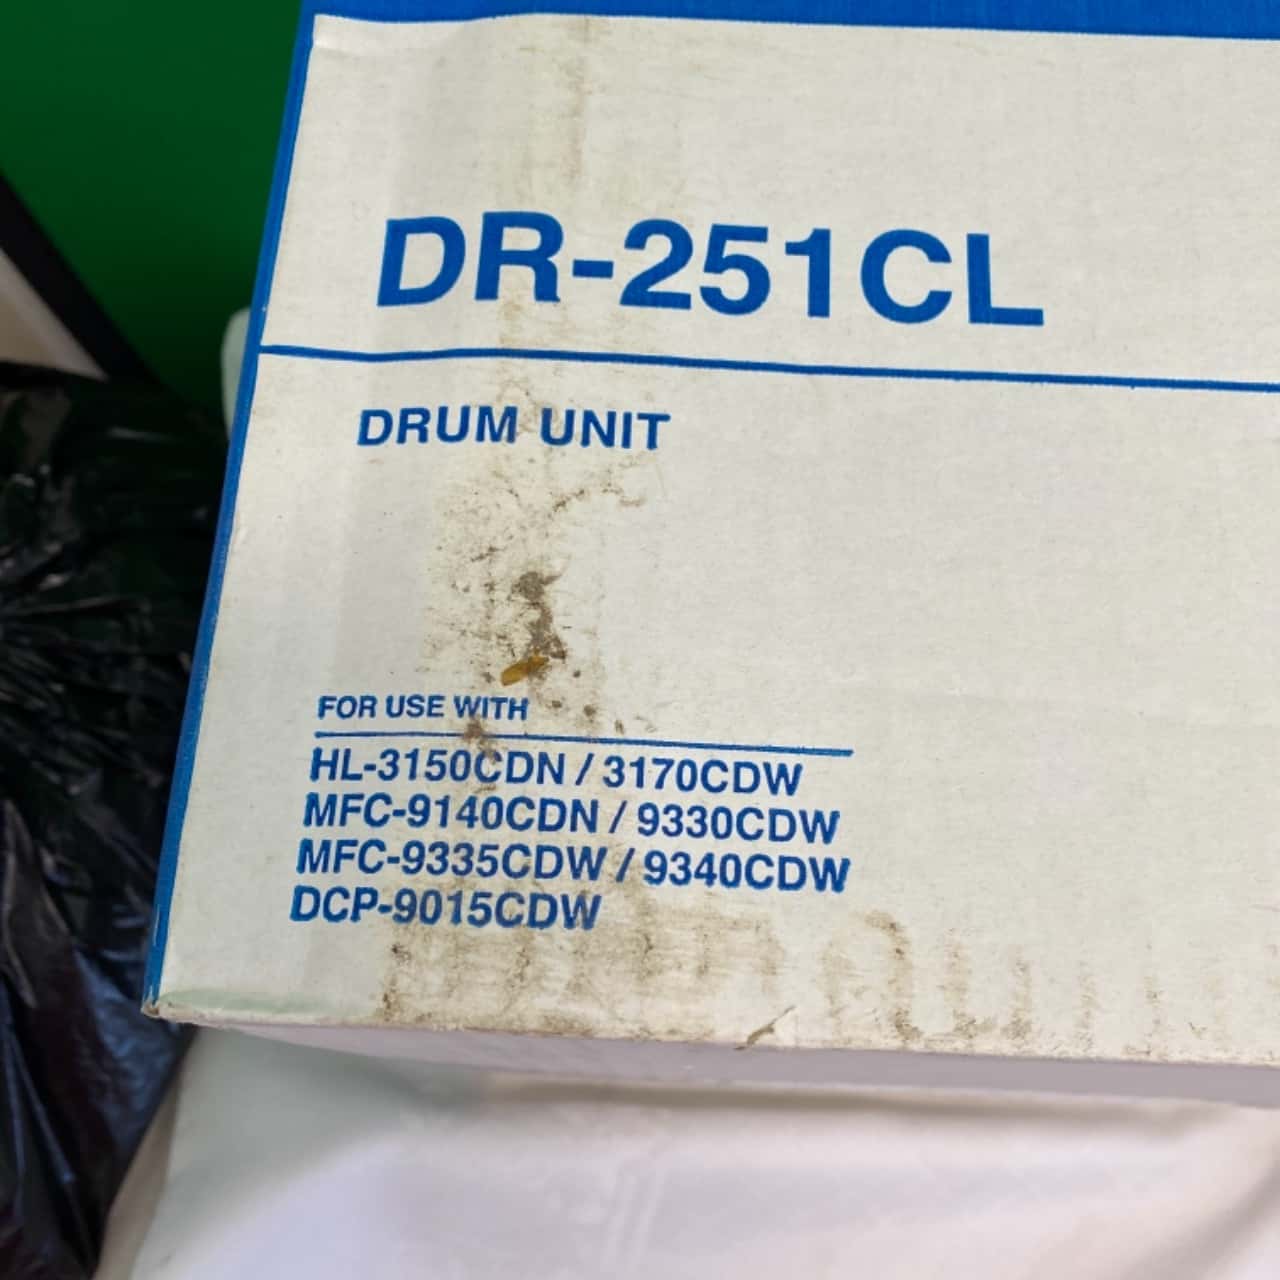 DR-251CL
DRUM UNIT
FOR USE WITH
HL-3150CDN / 3170CDW
MFC-9140CDN / 9330CDW
MFC-9335CDW / 9340CDW
DCP-9015CDW